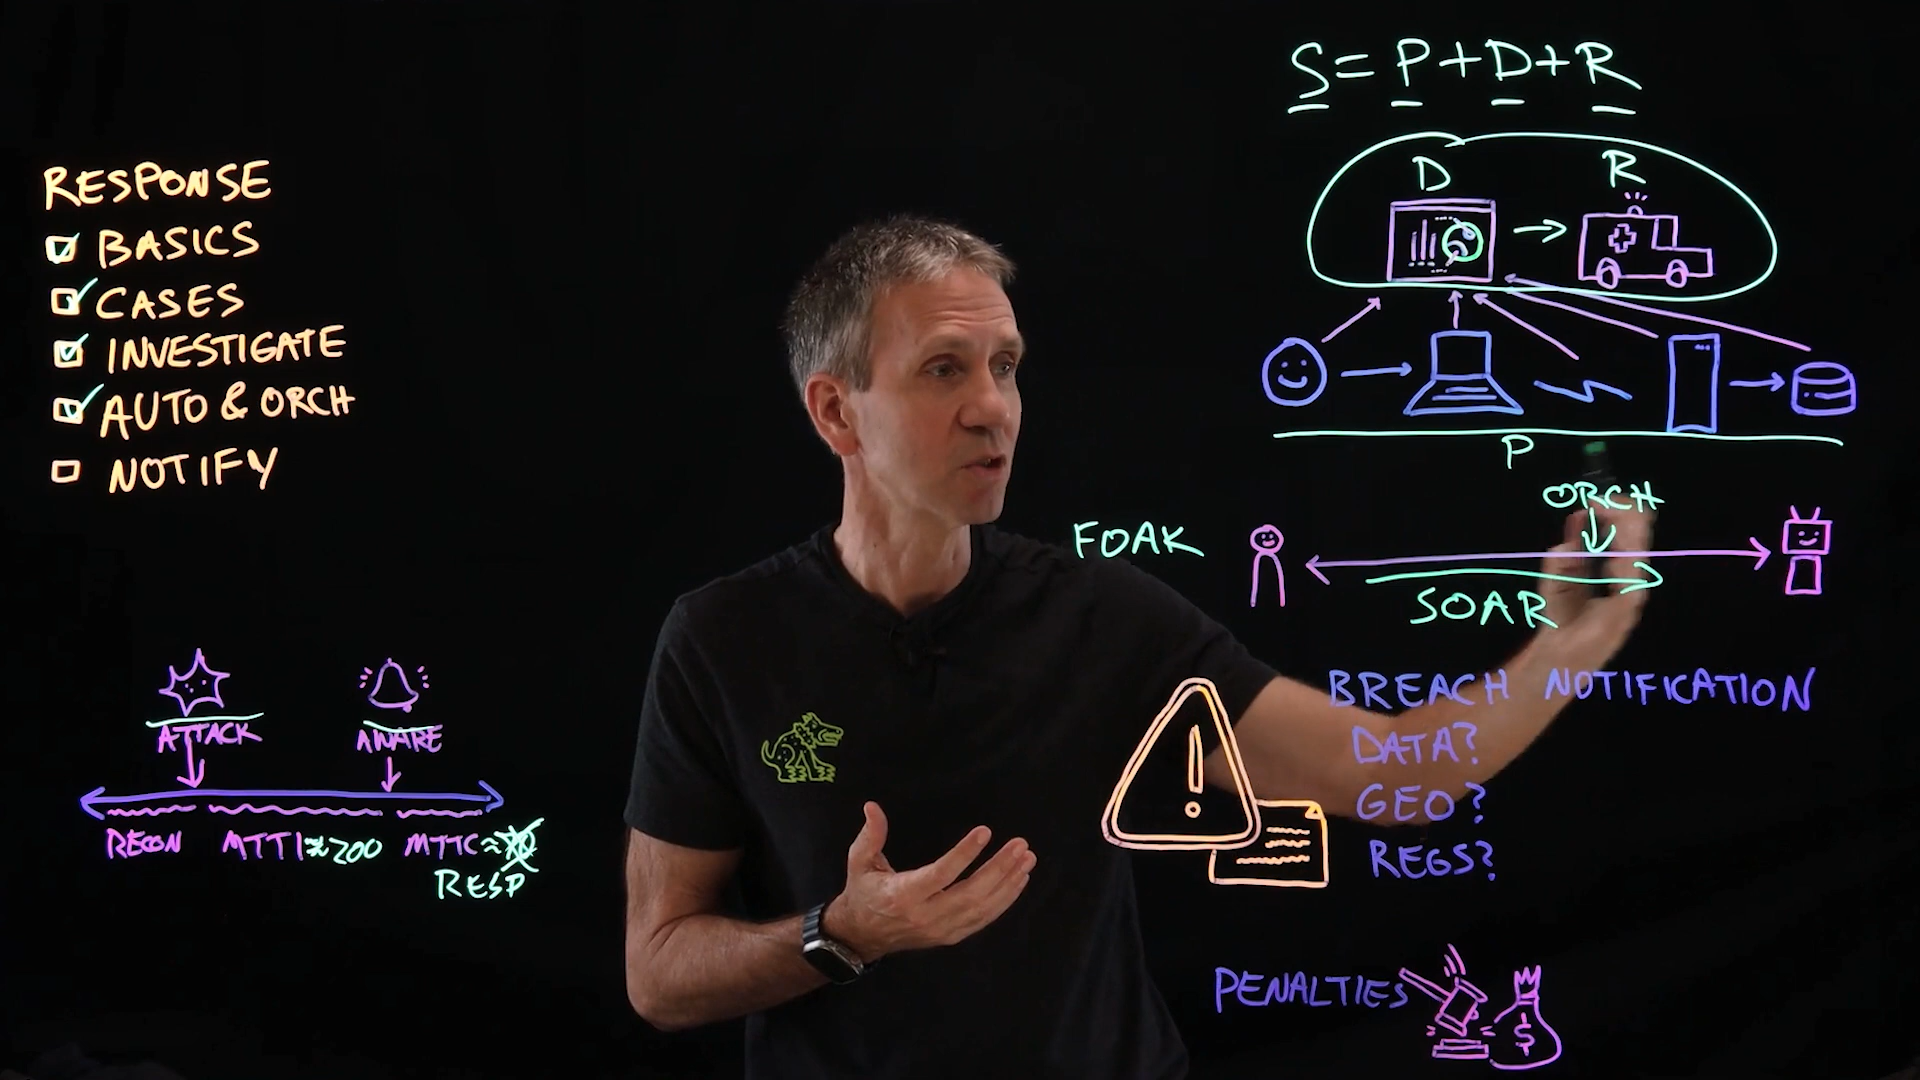 RESPONSE
BASICS
CASES
INVESTIGATE
AUTO & ORCH
NOTIFY
ATTACK
AWARE
RECON
MTTI≈200
MTTC≈
RESP
S=P+D+R
D
R
P
ORCH
FOAK
SOAR
BREACH NOTIFICATION
DATA?
GEO?
REGS?
PENALTIES
$